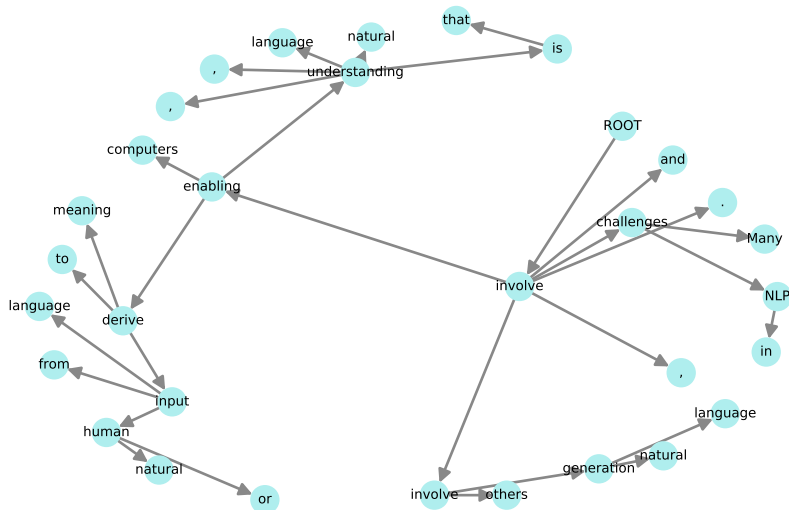 that
is
natural
language
,
understanding
,
computers
enabling
ROOT
and
.
challenges
Many
meaning
to
language
derive
involve
NLP
in
from
input
,
human
natural
or
language
natural
generation
involve
others